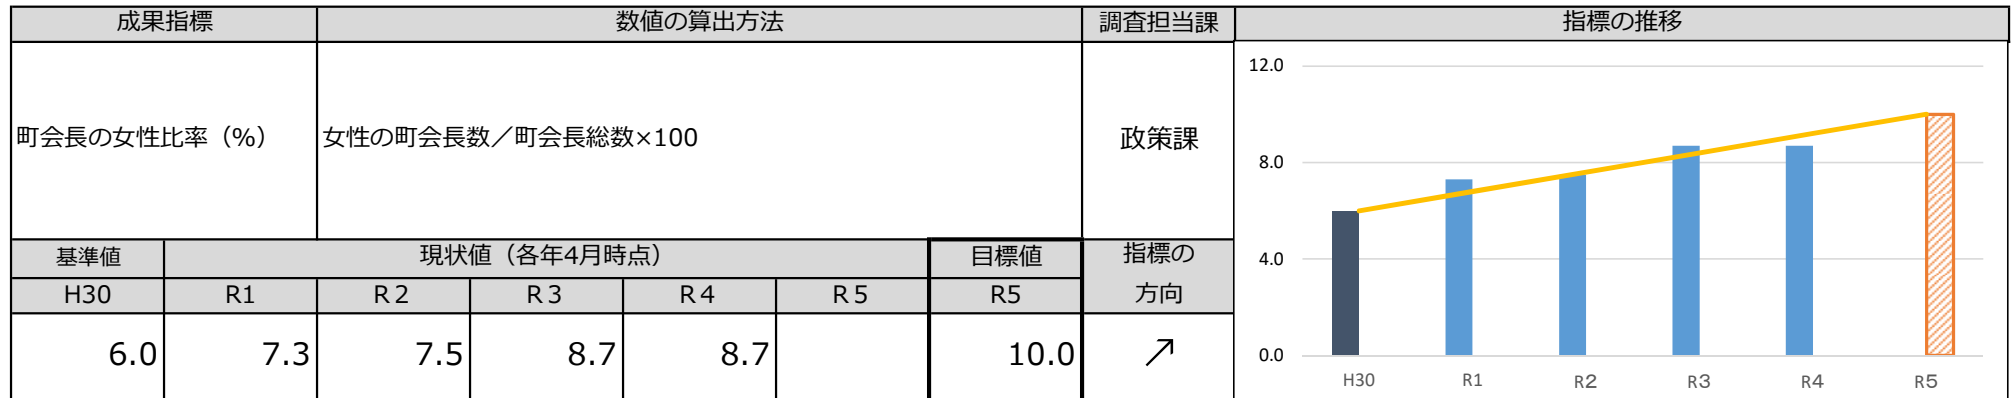 成果指標 数値の算出方法 調査担当課 指標の推移
町会長の女性比率（%） 女性の町会長数／町会長総数×100 政策課
基準値 現状値（各年4月時点） 目標値 指標の
H30 R1 R２ R３ R４ R５ R5 方向
6.0 7.3 7.5 8.7 8.7 10.0 ↗
12.0
8.0
4.0
0.0
H30 R1 R2 R3 R4 R5